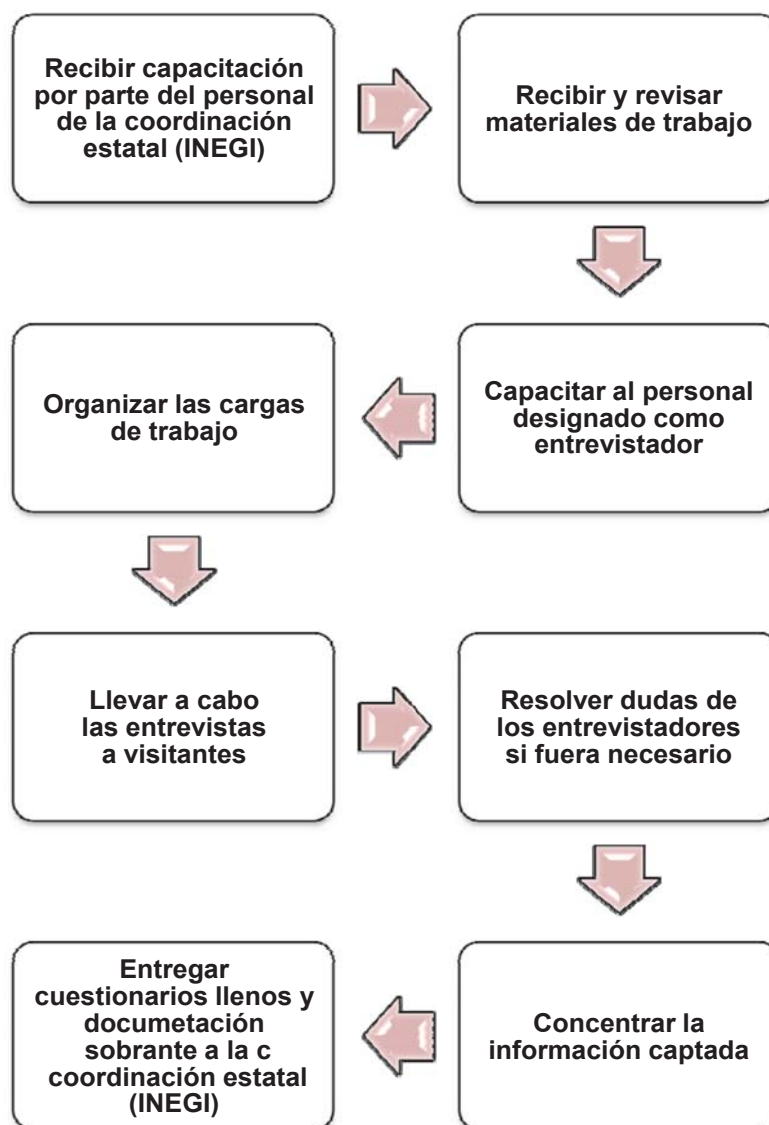 Recibir capacitación
por parte del personal
de la coordinación
estatal (INEGI)
Recibir y revisar
materiales de trabajo
Capacitar al personal
designado como
entrevistador
Organizar las cargas
de trabajo
Llevar a cabo
las entrevistas
a visitantes
Resolver dudas de
los entrevistadores
si fuera necesario
Concentrar la
información captada
Entregar
cuestionarios llenos y
documetación
sobrante a la c
coordinación estatal
(INEGI)